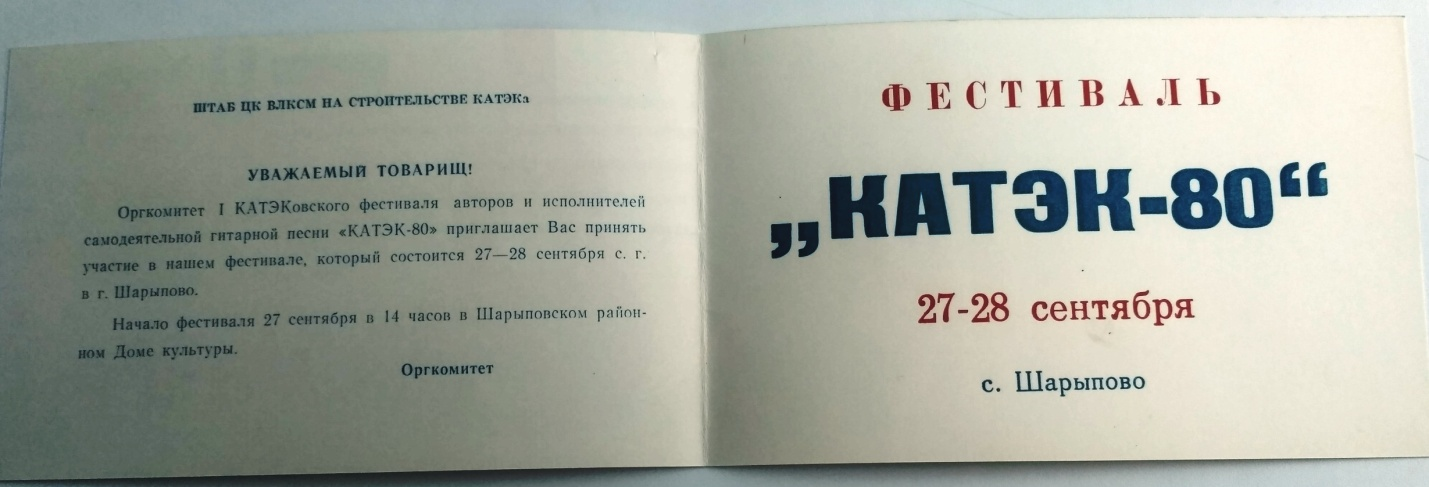 ШТАБ ЦК ВЛКСМ НА СТРОИТЕЛЬСТВЕ КАТЭКа
УВАЖАЕМЫЙ ТОВАРИЩ!
Оргкомитет I КАТЭКовского фестиваля авторов и исполнителей
самодеятельной гитарной песни «КАТЭК-80» приглашает Вас принять
участие в нашем фестивале, который состоится 27—28 сентября с. г.
в г. Шарыпово.
Начало фестиваля 27 сентября в 14 часов в Шарыповском район-
ном Доме культуры.
Оргкомитет
ФЕСТИВАЛЬ
„КАТЭК-80“
27-28 сентября
с. Шарыпово